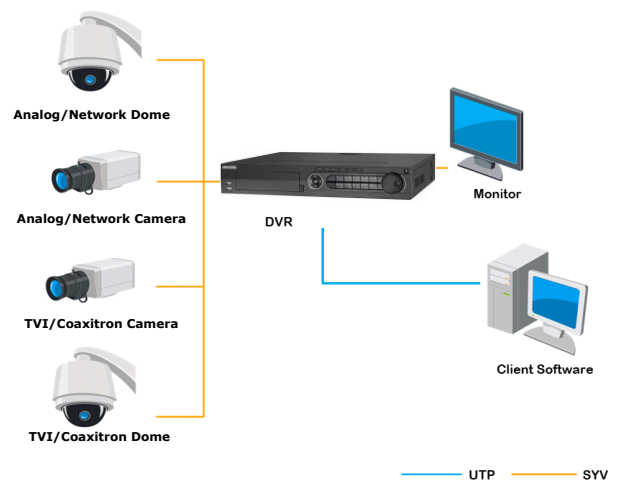 Analog/Network Dome
Analog/Network Camera
DVR
Monitor
TVI/Coaxitron Camera
Client Software
TVI/Coaxitron Dome
UTP
SYV